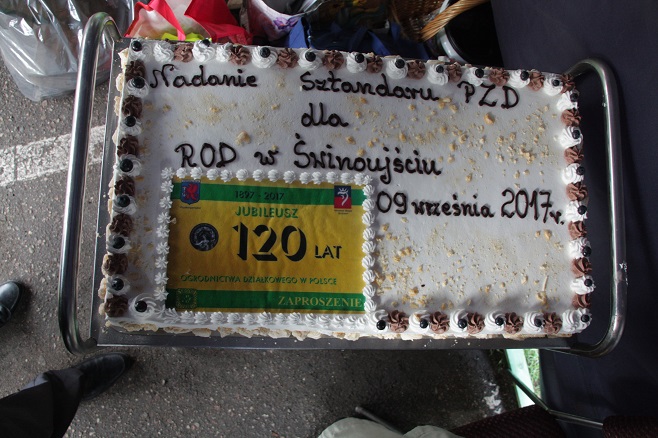 Nadanie Sztandaru PZD
dla
ROD w Świnoujściu
09 września 2017r.
1897 - 2017
JUBILEUSZ
120 LAT
OGRODNICTWA DZIAŁKOWEGO W POLSCE
ZAPROSZENIE